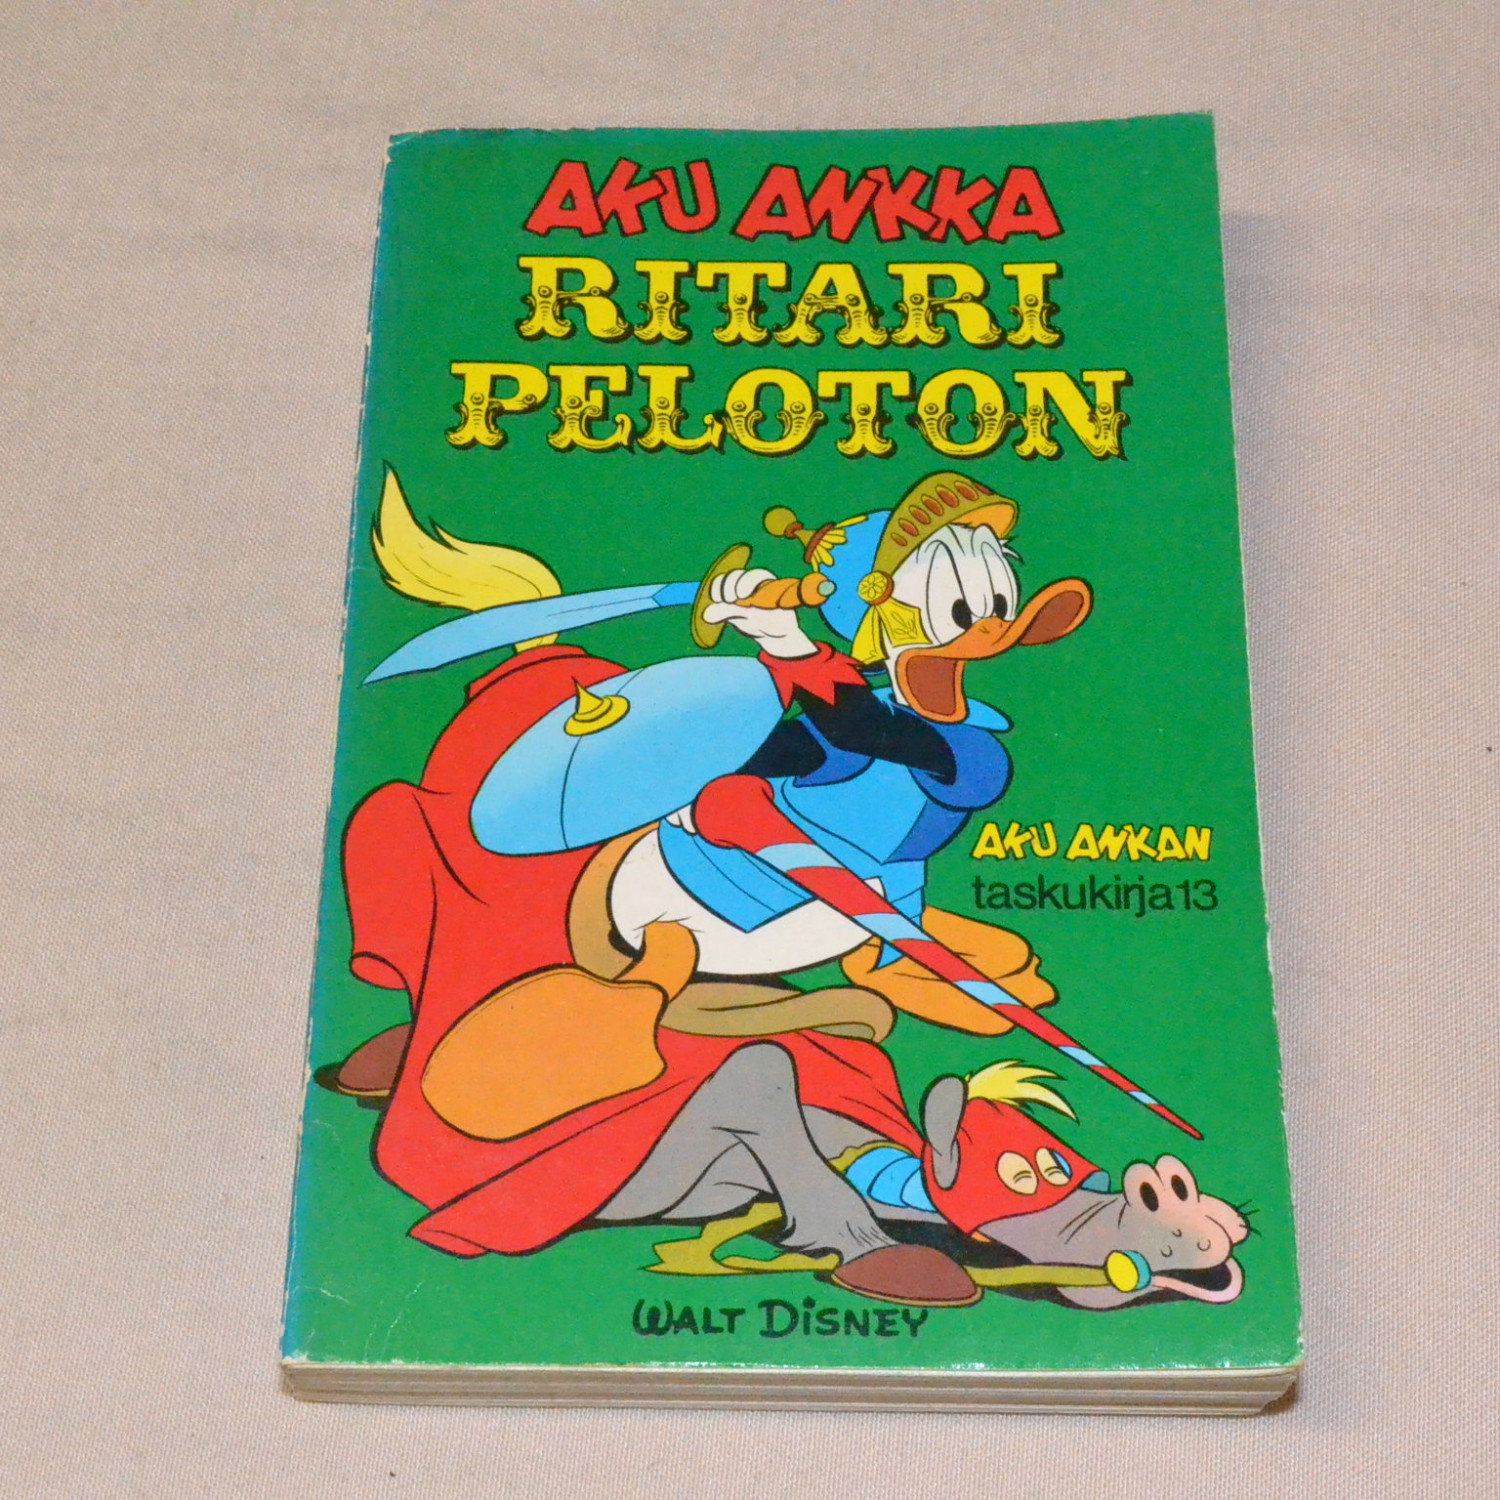 AKU ANKKA
RITARI
PELOTON
AKU ANKAN
taskukirja 13
WALT DISNEY